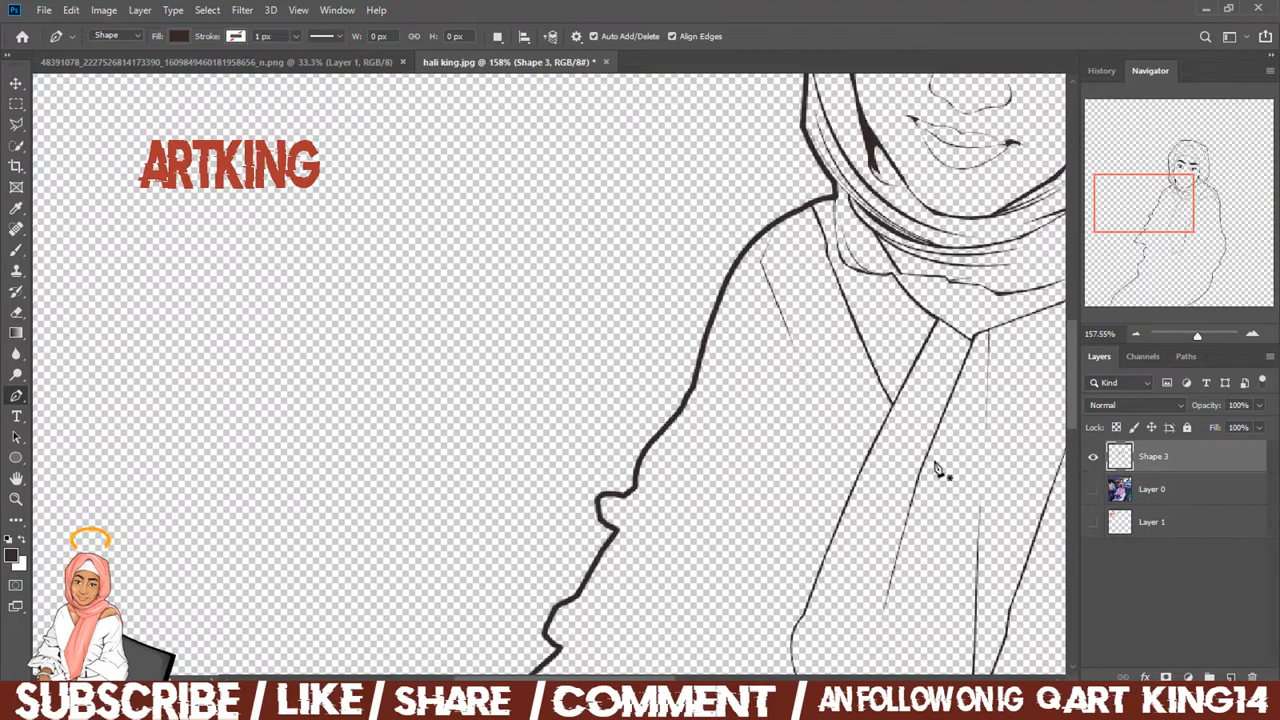 Ps File Edit Image Layer Type Select Filter 3D View Window Help
Shape Fill: Stroke: 1 px W: 0 px H: 0 px Auto Add/Delete Align Edges
48391078_2227526814173390_1609849460181958656_n.png @ 33.3% (Layer 1, RGB/8) × hali king.jpg @ 158% (Shape 3, RGB/8#) * ×
History Navigator
ARTKING
157.55%
Layers Channels Paths
Kind
Normal Opacity: 100%
Lock: Fill: 100%
Shape 3
Layer 0
Layer 1
fx
SUBSCRIBE / LIKE / SHARE / COMMENT / AN FOLLOW ON IG QART KING14